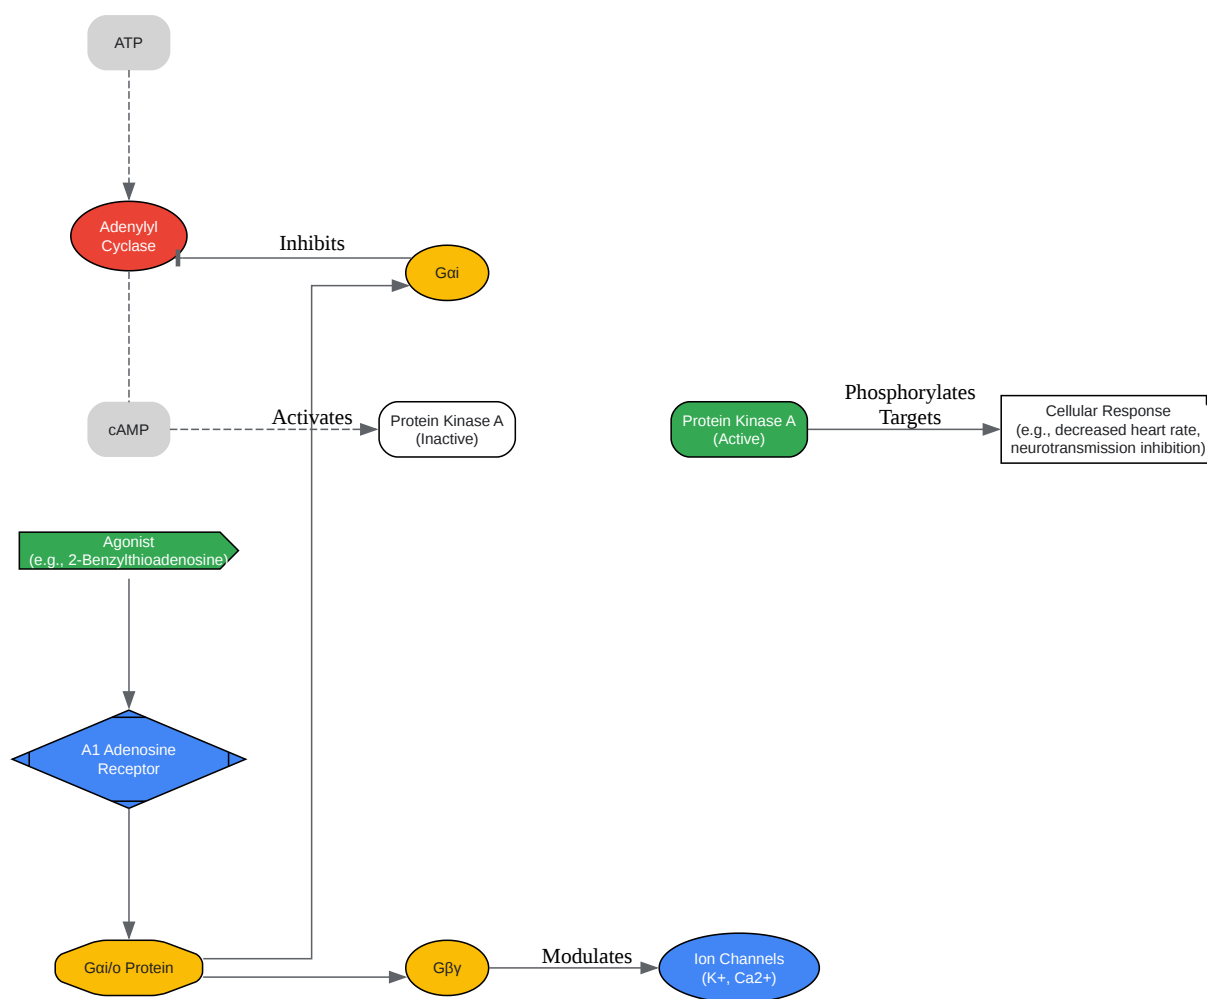 ATP
Adenylyl
Cyclase
Inhibits
Gαi
cAMP
Activates
Protein Kinase A
(Inactive)
Protein Kinase A
(Active)
Phosphorylates
Targets
Cellular Response
(e.g., decreased heart rate,
neurotransmission inhibition)
Agonist
(e.g., 2-Benzylthioadenosine)
A1 Adenosine
Receptor
Gαi/o Protein
Gβγ
Modulates
Ion Channels
(K+, Ca2+)